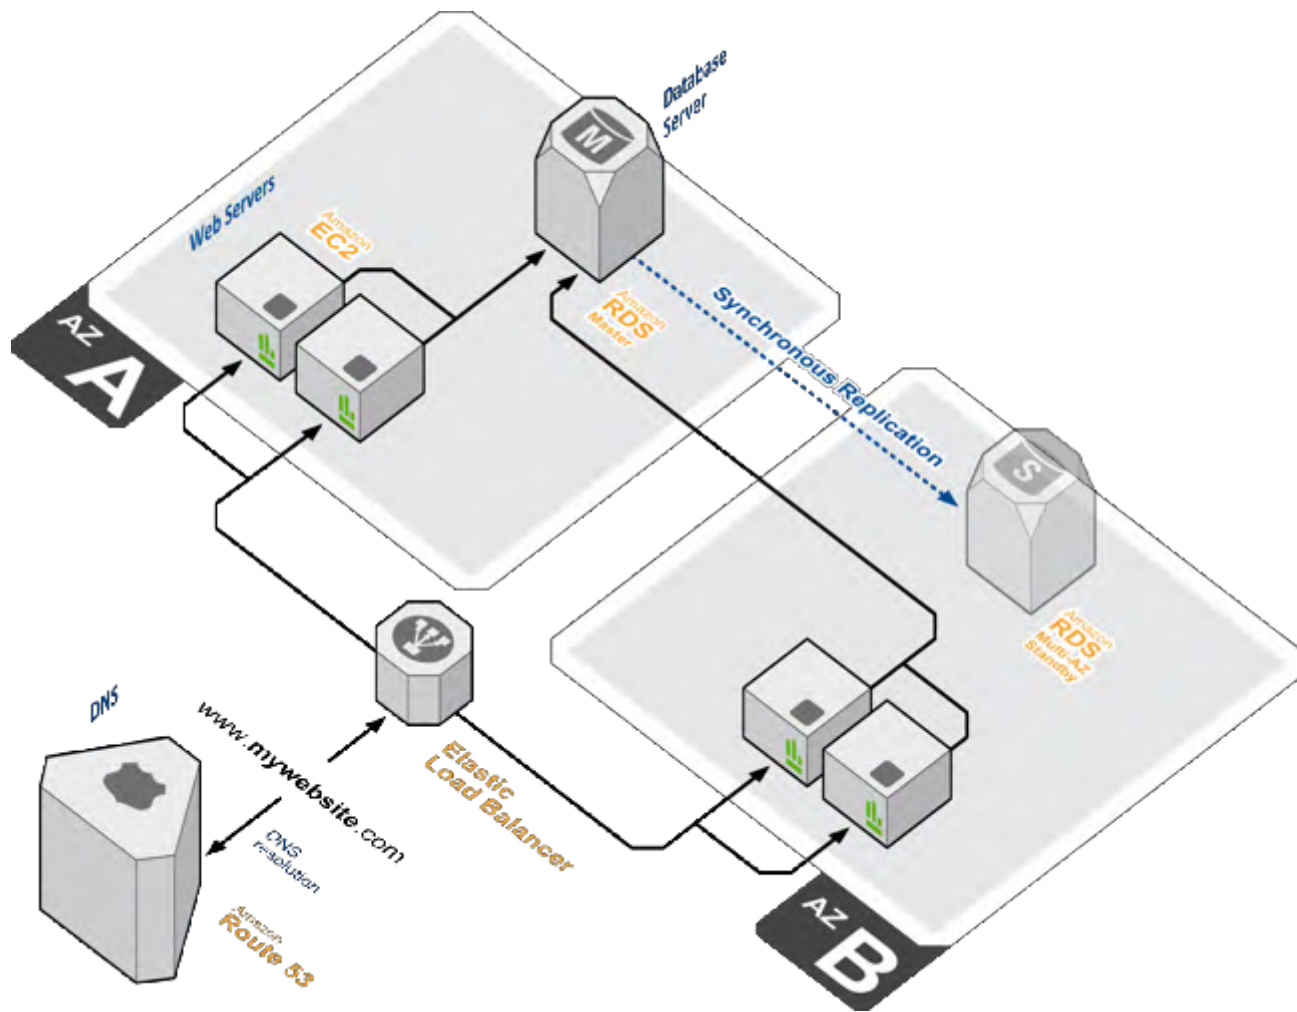 Database
Server
M
Web Servers
Amazon
EC2
Amazon
RDS
Master
Synchronous Replication
AZ
A
S
Amazon
RDS
Multi-AZ
Standby
DNS
www.mywebsite.com
Elastic
Load Balancer
DNS
resolution
Amazon
Route 53
AZ
B